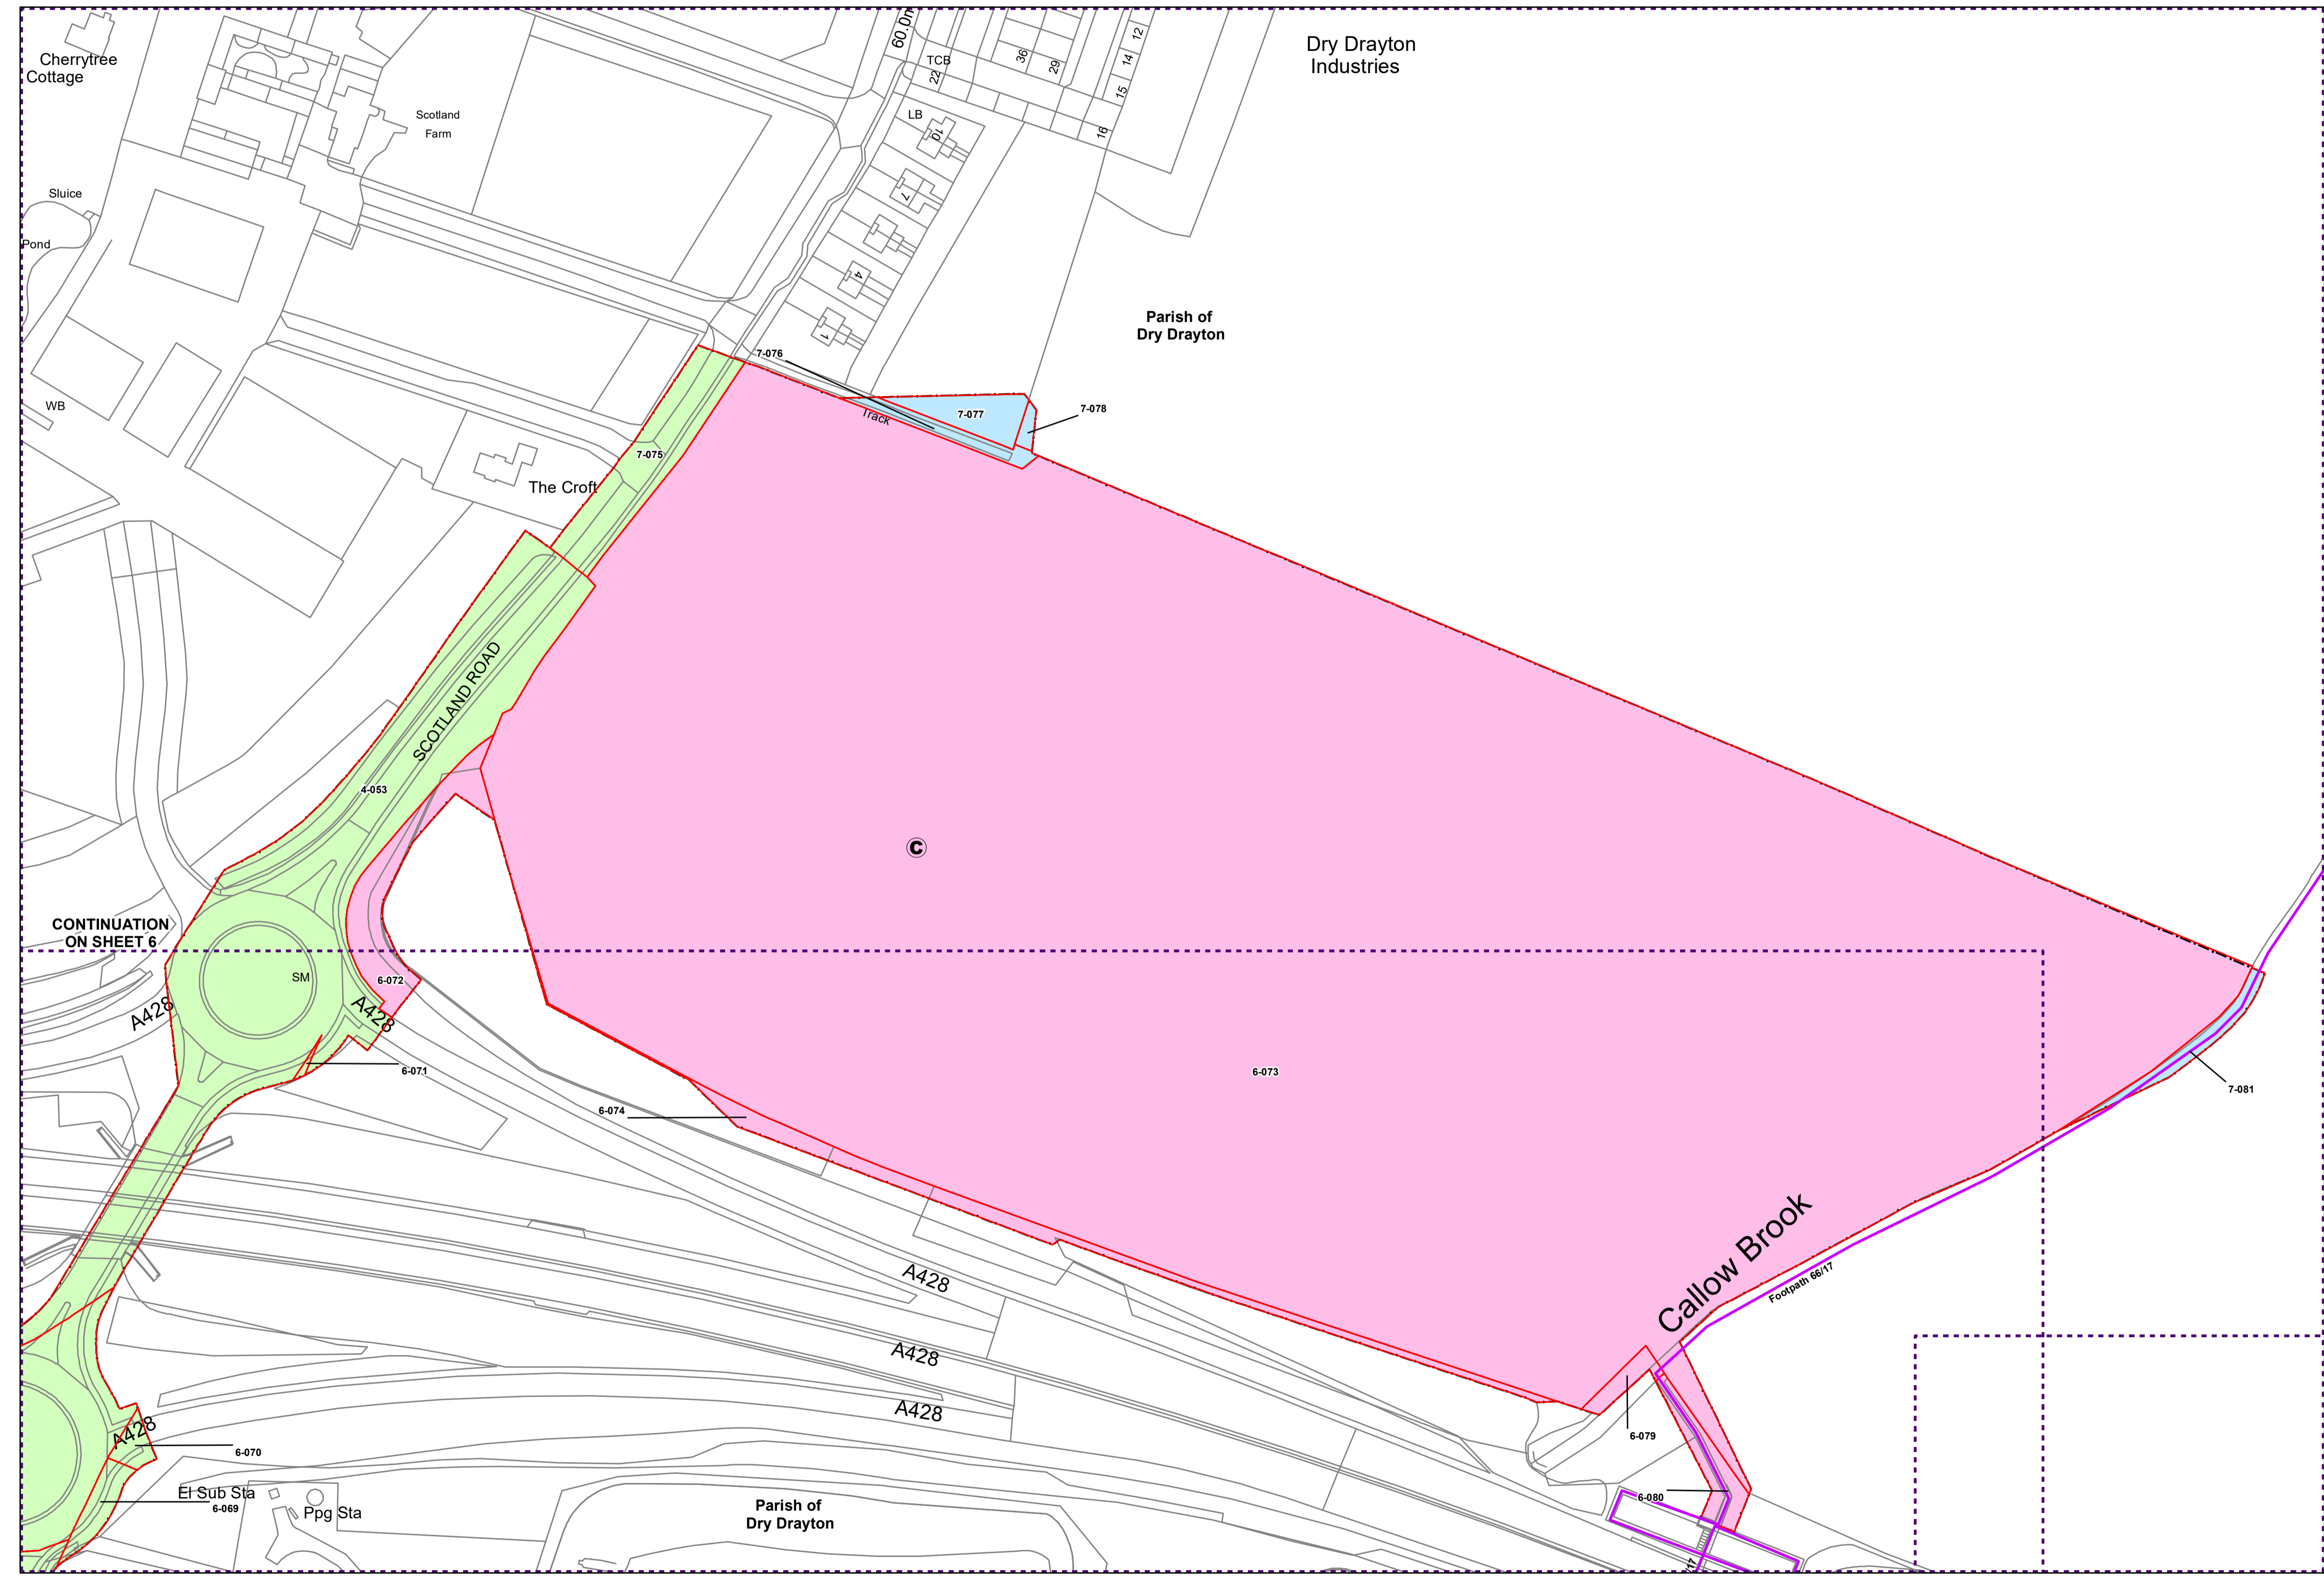 60.0m
12
Dry Drayton
Industries
36
29
14
Cherrytree
Cottage
TCB
22
15
Scotland
Farm
LB
10
16
Sluice
7
Pond
4
Parish of
Dry Drayton
1
7-076
WB
Track
7-077
7-078
7-075
The Croft
SCOTLAND ROAD
4-053
C
CONTINUATION
ON SHEET 6
SM
6-072
A428
A428
6-071
6-073
7-081
6-074
Callow Brook
Footpath 66/17
A428
A428
A428
A428
6-079
6-070
El Sub Sta
6-069
Ppg Sta
6-080
Parish of
Dry Drayton
/17